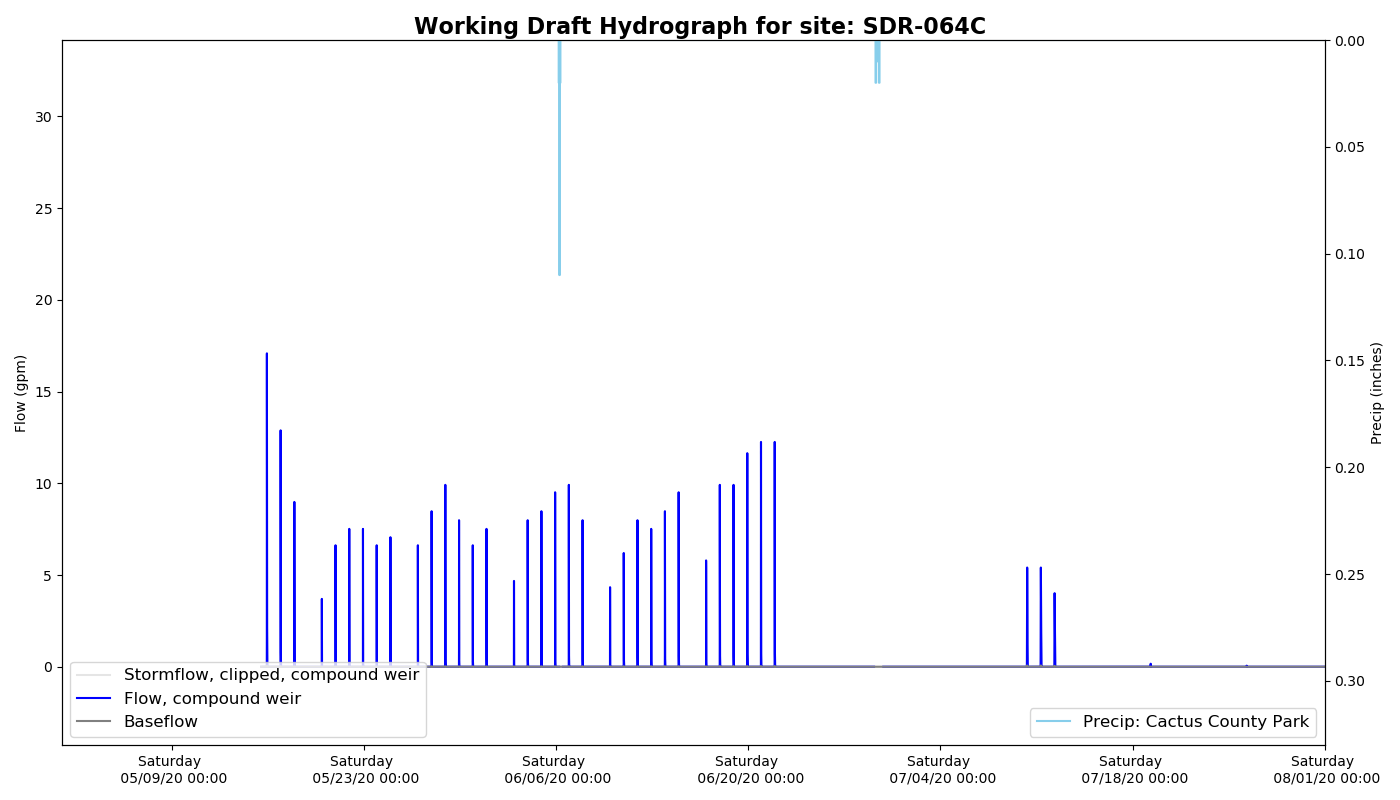 Working Draft Hydrograph for site: SDR-064C
0.00
30
0.05
25
0.10
20
0.15
15
Flow (gpm)
Precip (inches)
0.20
10
5
0.25
0
0.30
Stormflow, clipped, compound weir
Flow, compound weir
Baseflow
Precip: Cactus County Park
Saturday
05/09/20 00:00
Saturday
05/23/20 00:00
Saturday
06/06/20 00:00
Saturday
06/20/20 00:00
Saturday
07/04/20 00:00
Saturday
07/18/20 00:00
Saturday
08/01/20 00:00